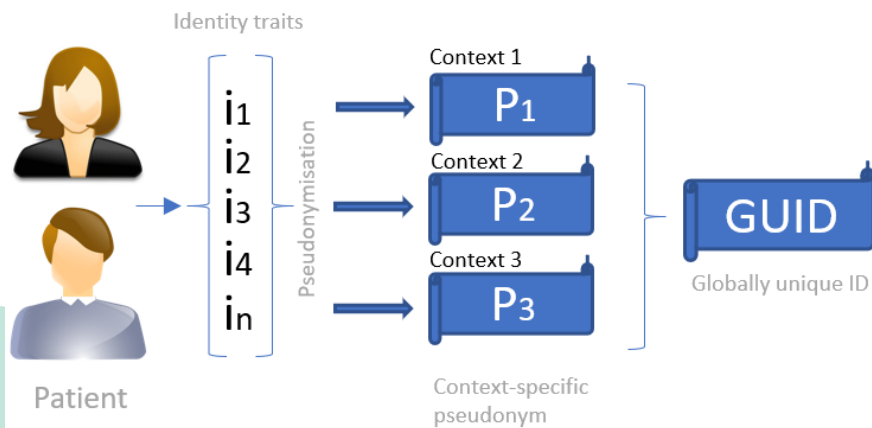 Identity traits
Patient
i1
i2
i3
i4
in
Pseudonymisation
Context 1
P1
Context 2
P2
Context 3
P3
Context-specific
pseudonym
GUID
Globally unique ID